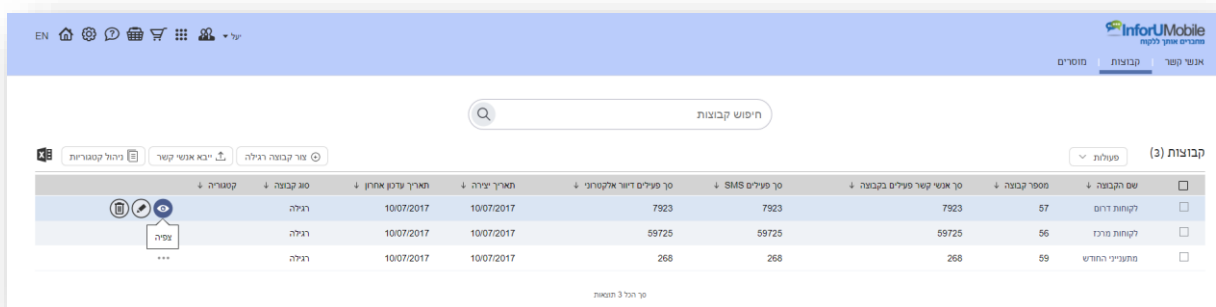 InforUMobile
מחברים אותך ללקוח
EN יעל
אנשי קשר | קבוצות | מוסרים
חיפוש קבוצות
קבוצות (3) פעולות צור קבוצה רגילה ייבא אנשי קשר ניהול קטגוריות
שם הקבוצה מספר קבוצה סך אנשי קשר פעילים בקבוצה סך פעילים SMS סך פעילים דיוור אלקטרוני תאריך יצירה תאריך עדכון אחרון סוג קבוצה קטגוריה
לקוחות דרום 57 7923 7923 7923 10/07/2017 10/07/2017 רגילה
צפיה
לקוחות מרכז 56 59725 59725 59725 10/07/2017 10/07/2017 רגילה
מתענייני החודש 59 268 268 268 10/07/2017 10/07/2017 רגילה ...
סך הכל 3 תוצאות